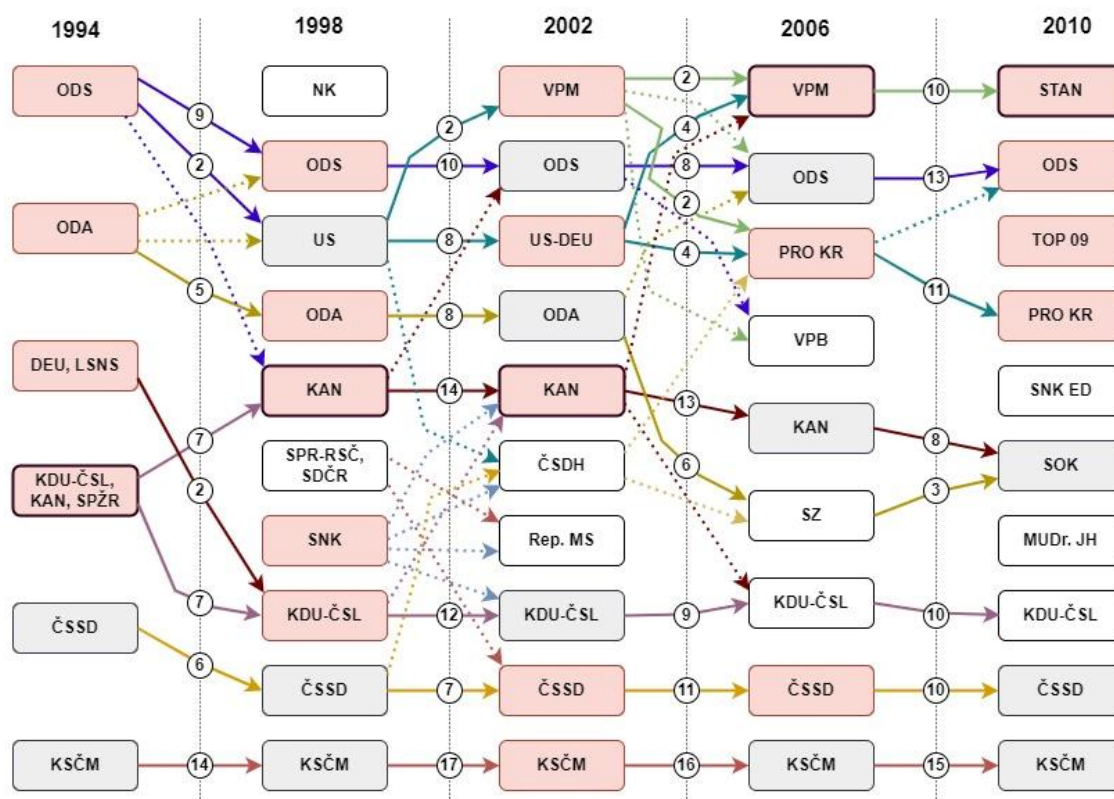 1994
1998
2002
2006
2010
ODS
ODA
DEU, LSNS
KDU-ČSL,
KAN, SPŽR
ČSSD
KSČM
9
2
5
7
2
7
6
14
NK
ODS
US
ODA
KAN
SPR-RSČ,
SDČR
SNK
KDU-ČSL
ČSSD
KSČM
2
10
8
8
14
12
7
17
VPM
ODS
US-DEU
ODA
KAN
ČSDH
Rep. MS
KDU-ČSL
ČSSD
KSČM
2
4
8
2
4
13
6
9
11
16
VPM
ODS
PRO KR
VPB
KAN
SZ
KDU-ČSL
ČSSD
KSČM
10
13
11
8
3
10
10
15
STAN
ODS
TOP 09
PRO KR
SNK ED
SOK
MUDr. JH
KDU-ČSL
ČSSD
KSČM